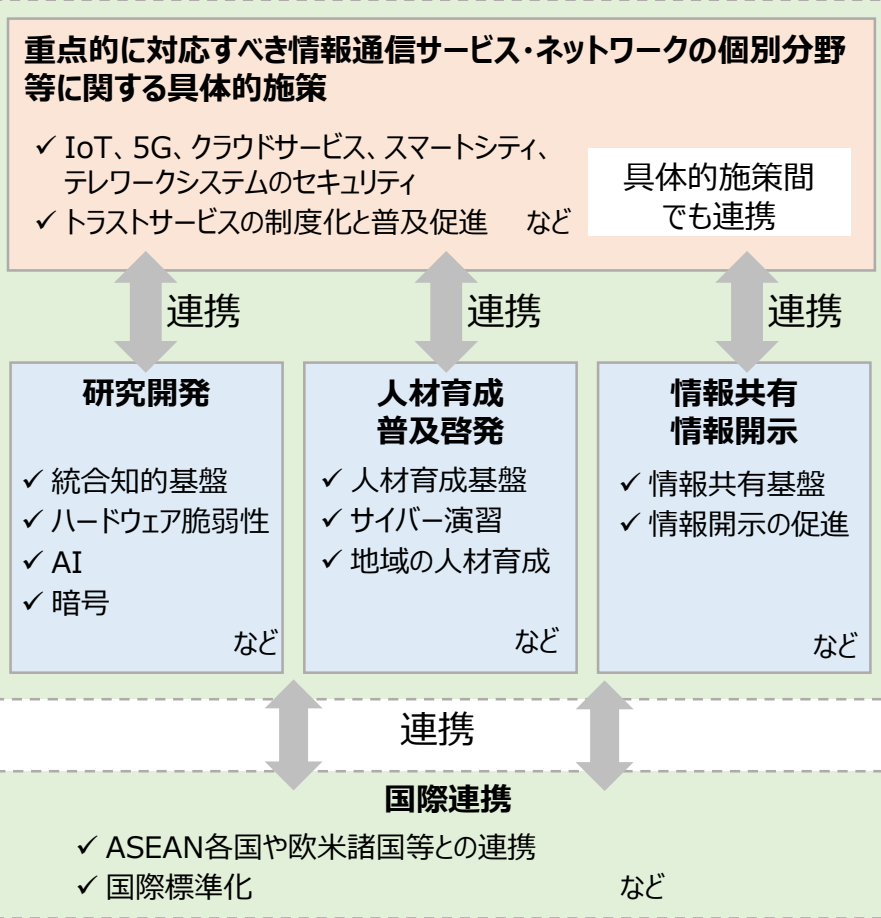 重点的に対応すべき情報通信サービス・ネットワークの個別分野
等に関する具体的施策
✓ IoT、5G、クラウドサービス、スマートシティ、
テレワークシステムのセキュリティ
✓ トラストサービスの制度化と普及促進 など
具体的施策間
でも連携
連携
連携
連携
研究開発
✓ 統合知的基盤
✓ ハードウェア脆弱性
✓ AI
✓ 暗号
など
人材育成
普及啓発
✓ 人材育成基盤
✓ サイバー演習
✓ 地域の人材育成
など
情報共有
情報開示
✓ 情報共有基盤
✓ 情報開示の促進
など
連携
国際連携
✓ ASEAN各国や欧米諸国等との連携
✓ 国際標準化 など